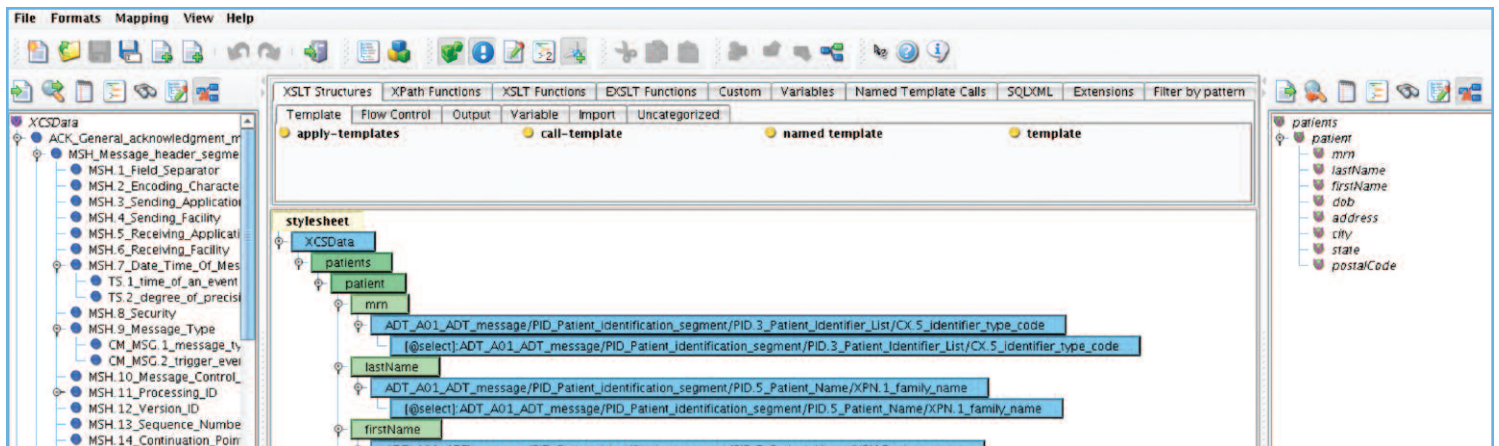 File Formats Mapping View Help
XSLT Structures XPath Functions XSLT Functions EXSLT Functions Custom Variables Named Template Calls SQLXML Extensions Filter by pattern
Template Flow Control Output Variable Import Uncategorized
apply-templates call-template named template template
XCSData
ACK_General_acknowledgment_m
MSH_Message_header_segme
MSH.1_Field_Separator
MSH.2_Encoding_Characte
MSH.3_Sending_Application
MSH.4_Sending_Facility
MSH.5_Receiving_Applicati
MSH.6_Receiving_Facility
MSH.7_Date_Time_Of_Mes
TS.1_time_of_an_event
TS.2_degree_of_precisi
MSH.8_Security
MSH.9_Message_Type
CM_MSG.1_message_ty
CM_MSG.2_trigger_even
MSH.10_Message_Control_
MSH.11_Processing_ID
MSH.12_Version_ID
MSH.13_Sequence_Numbe
MSH.14_Continuation_Poin
stylesheet
XCSData
patients
patient
mrn
ADT_A01_ADT_message/PID_Patient_identification_segment/PID.3_Patient_Identifier_List/CX.5_identifier_type_code
[@select]:ADT_A01_ADT_message/PID_Patient_identification_segment/PID.3_Patient_Identifier_List/CX.5_identifier_type_code
lastName
ADT_A01_ADT_message/PID_Patient_identification_segment/PID.5_Patient_Name/XPN.1_family_name
[@select]:ADT_A01_ADT_message/PID_Patient_identification_segment/PID.5_Patient_Name/XPN.1_family_name
firstName
patients
patient
mrn
lastName
firstName
dob
address
city
state
postalCode